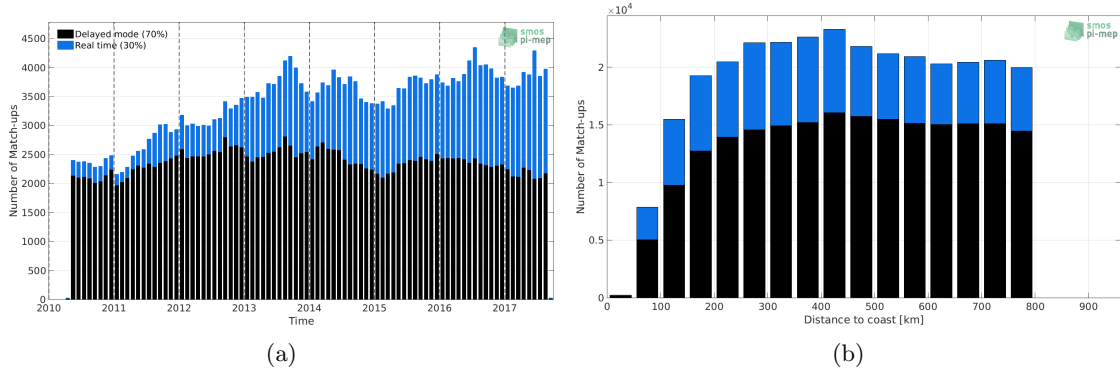 Delayed mode (70%)
Real time (30%)
smos
pi-mep
4500
4000
3500
3000
2500
2000
1500
1000
500
0
Number of Match-ups
2010 2011 2012 2013 2014 2015 2016 2017
Time
(a)
×10⁴
smos
pi-mep
2
1.5
1
0.5
0
Number of Match-ups
0 100 200 300 400 500 600 700 800 900
Distance to coast [km]
(b)